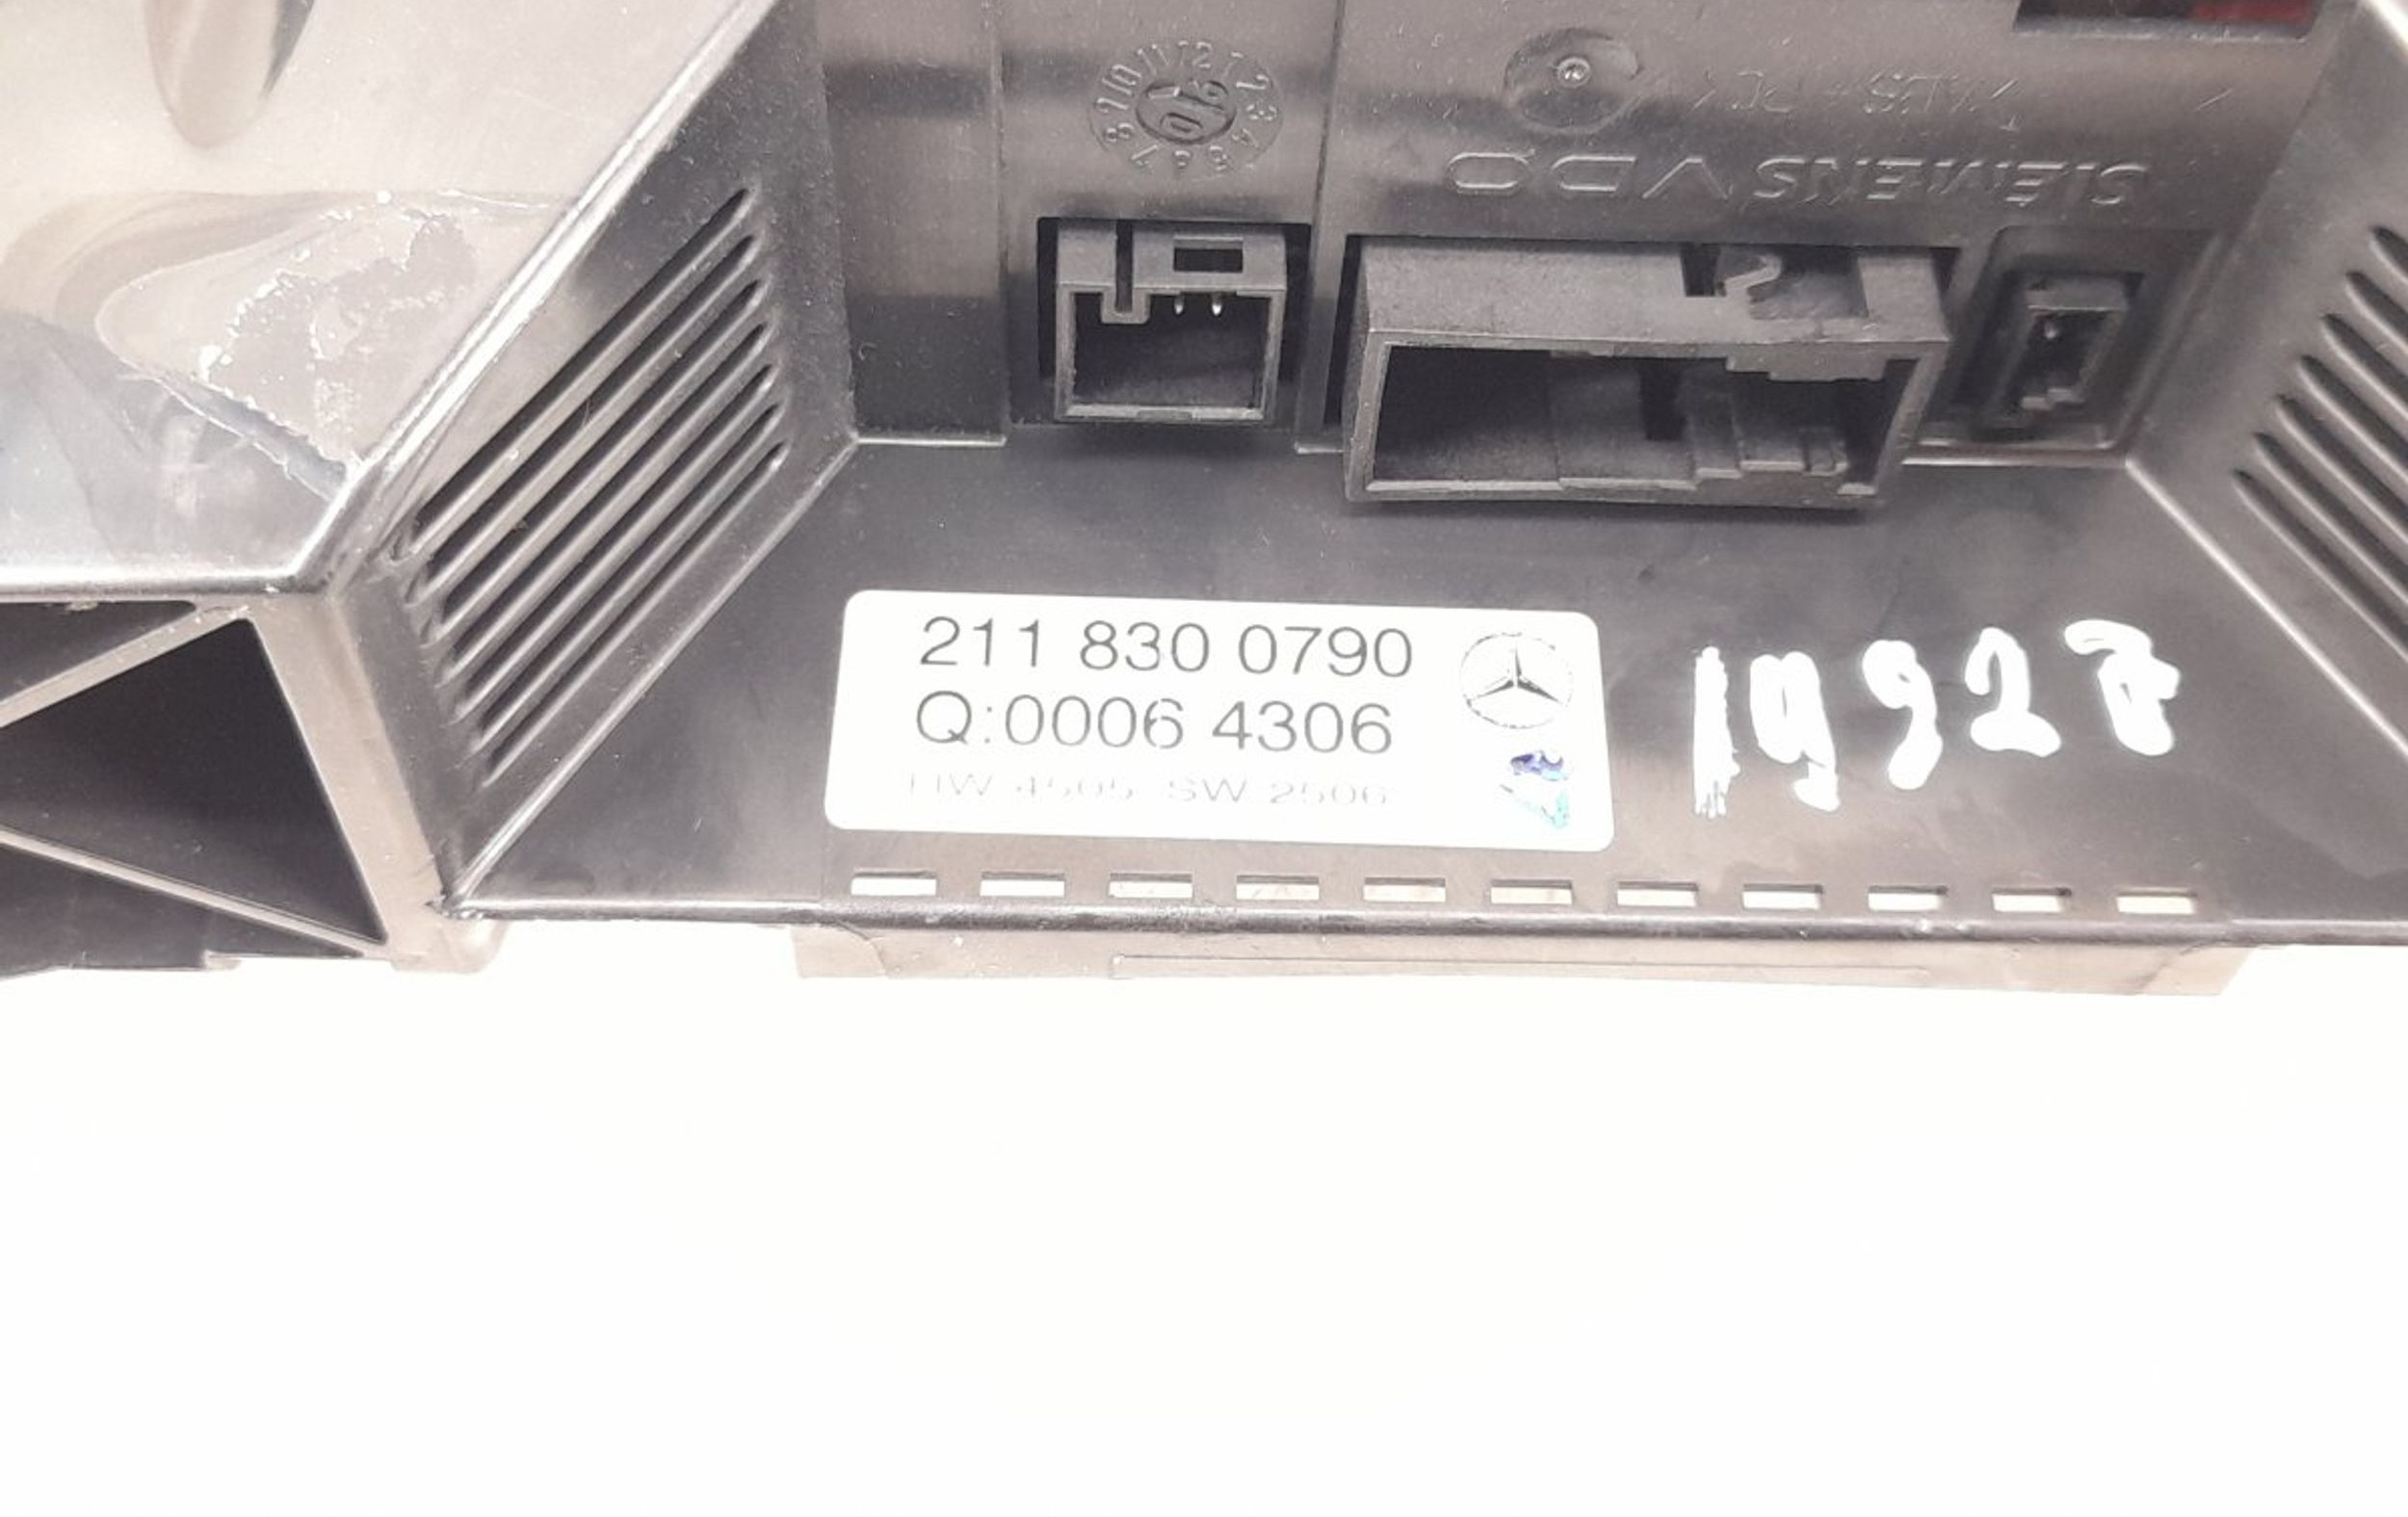 SIEMENS VDO
211 830 0790
Q:0006 4306
HW 4505 SW 2506
19927